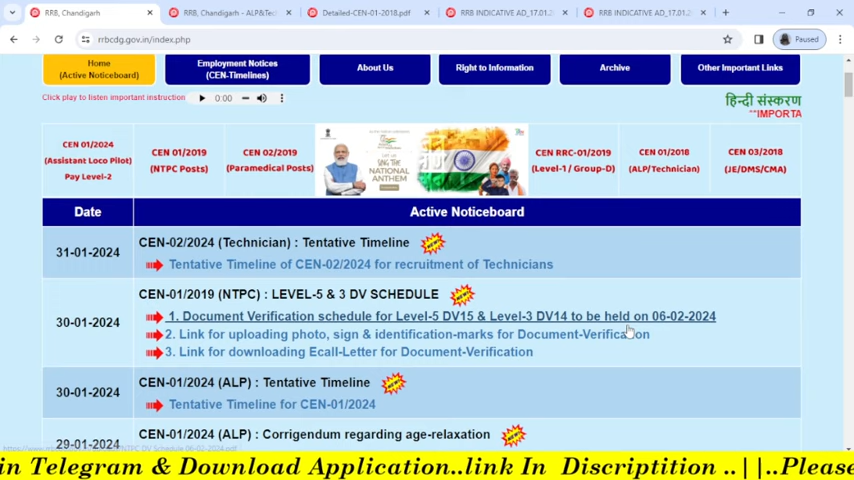 RRB, Chandigarh
RRB, Chandigarh - ALP&Tec
Detailed-CEN-01-2018.pdf
RRB INDICATIVE AD_17.01.2
RRB INDICATIVE AD_17.01.2
rrbcdg.gov.in/index.php
Paused
Home
(Active Noticeboard)
Employment Notices
(CEN-Timelines)
About Us
Right to Information
Archive
Other Important Links
Click play to listen important instruction
0:00
हिन्दी संस्करण
**IMPORTA
CEN 01/2024
(Assistant Loco Pilot)
Pay Level-2
CEN 01/2019
(NTPC Posts)
CEN 02/2019
(Paramedical Posts)
LET US
SING THE
NATIONAL
ANTHEM
CEN RRC-01/2019
(Level-1 / Group-D)
CEN 01/2018
(ALP/Technician)
CEN 03/2018
(JE/DMS/CMA)
Date
Active Noticeboard
31-01-2024
CEN-02/2024 (Technician) : Tentative Timeline
Tentative Timeline of CEN-02/2024 for recruitment of Technicians
30-01-2024
CEN-01/2019 (NTPC) : LEVEL-5 & 3 DV SCHEDULE
1. Document Verification schedule for Level-5 DV15 & Level-3 DV14 to be held on 06-02-2024
2. Link for uploading photo, sign & identification-marks for Document-Verification
3. Link for downloading Ecall-Letter for Document-Verification
30-01-2024
CEN-01/2024 (ALP) : Tentative Timeline
Tentative Timeline for CEN-01/2024
29-01-2024
CEN-01/2024 (ALP) : Corrigendum regarding age-relaxation
in Telegram & Download Application..link In Discriptition ..||..Please